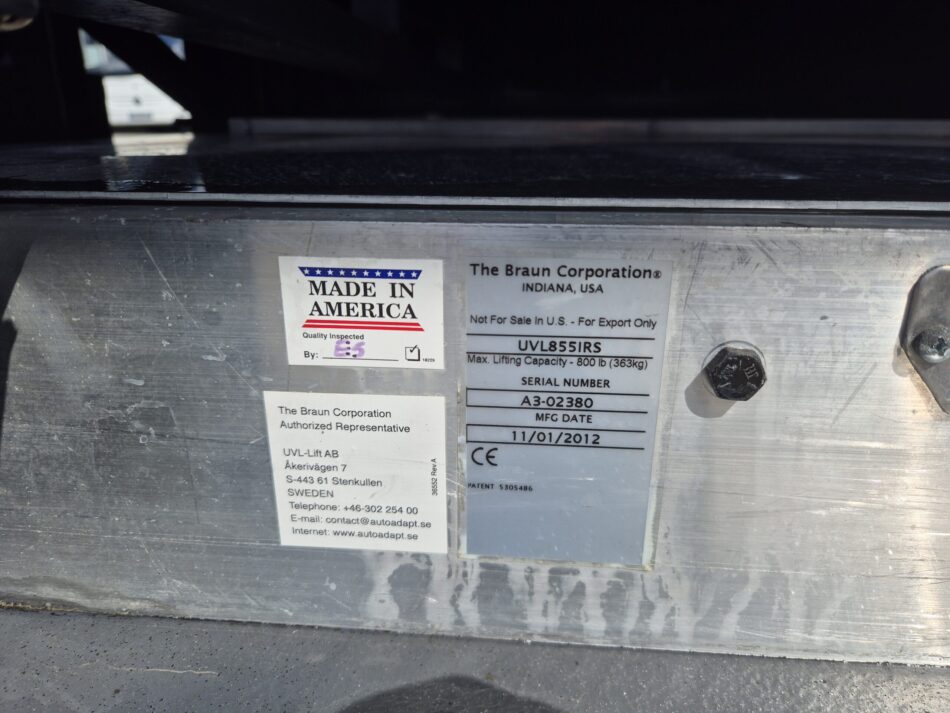 MADE IN
AMERICA
Quality Inspected
By: ES
The Braun Corporation
Authorized Representative
UVL-Lift AB
Åkerivägen 7
S-443 61 Stenkullen
SWEDEN
Telephone: +46-302 254 00
E-mail: contact@autoadapt.se
Internet: www.autoadapt.se
36552 Rev A
The Braun Corporation®
INDIANA, USA
Not For Sale In U.S. - For Export Only
UVL855IRS
Max. Lifting Capacity - 800 lb (363kg)
SERIAL NUMBER
A3-02380
MFG DATE
11/01/2012
CE
PATENT 5305486